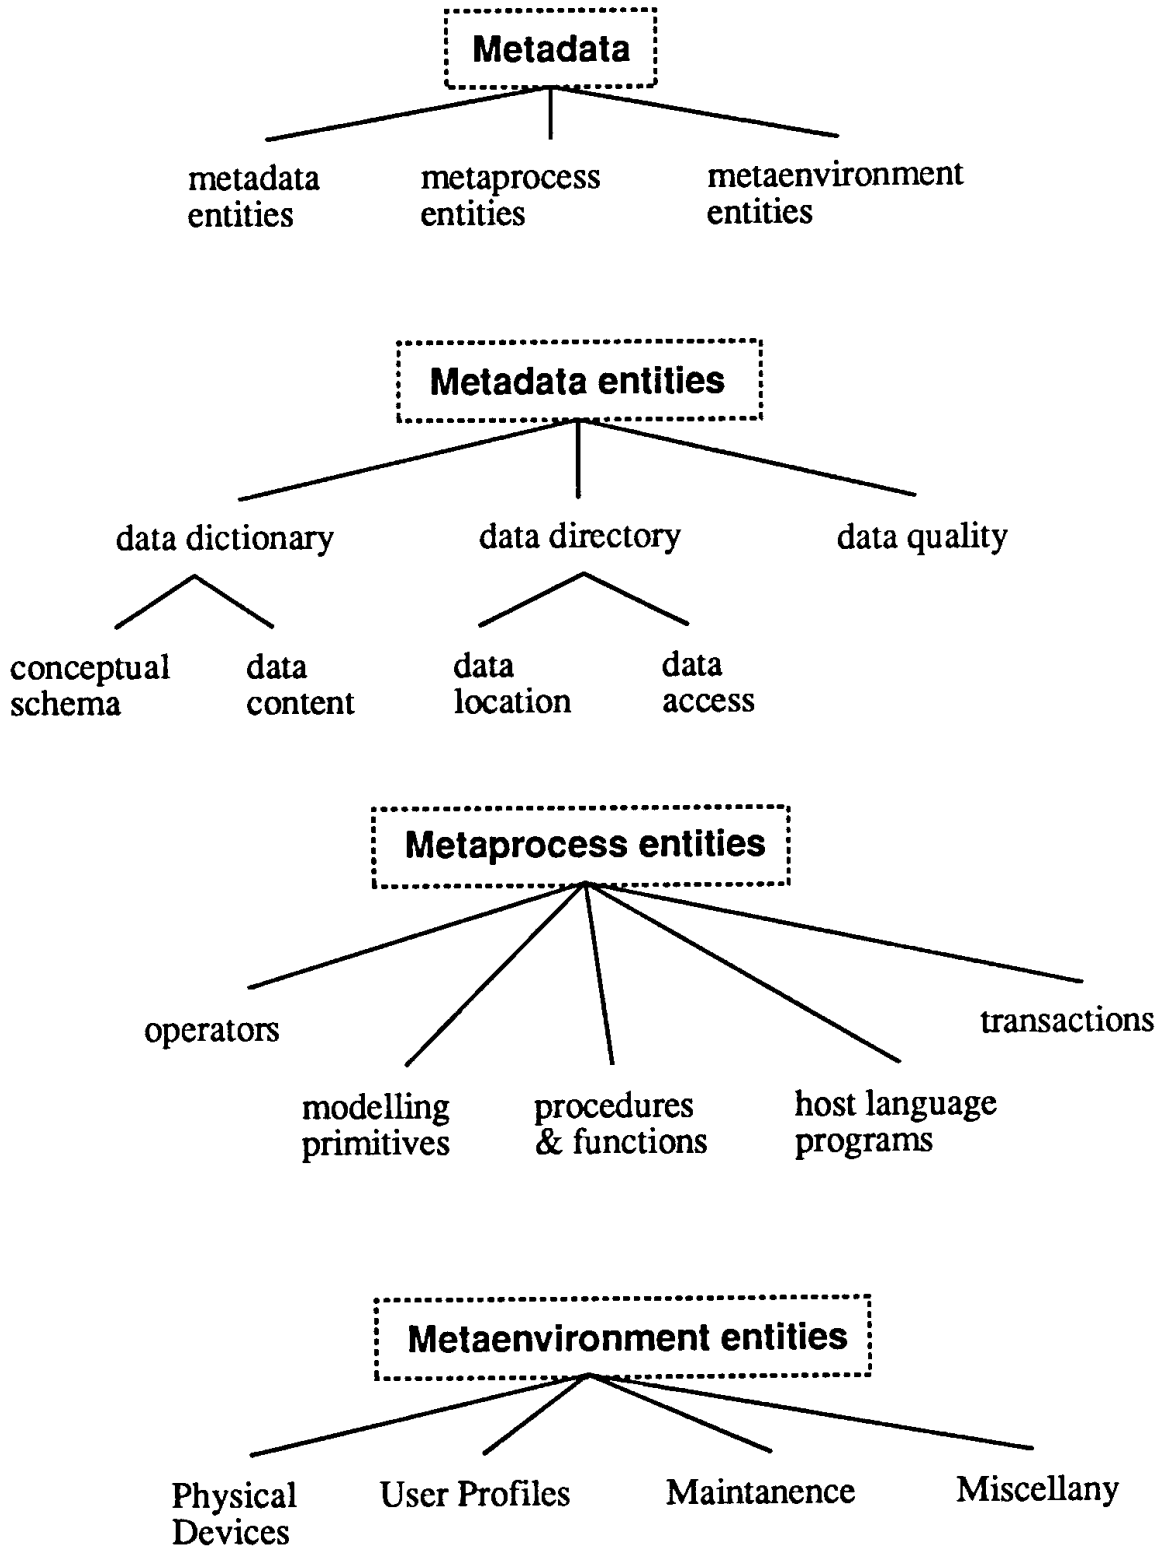 Metadata
metadata
entities
metaprocess
entities
metaenvironment
entities
Metadata entities
data dictionary
data directory
data quality
conceptual
schema
data
content
data
location
data
access
Metaprocess entities
operators
transactions
modelling
primitives
procedures
& functions
host language
programs
Metaenvironment entities
Physical
Devices
User Profiles
Maintanence
Miscellany